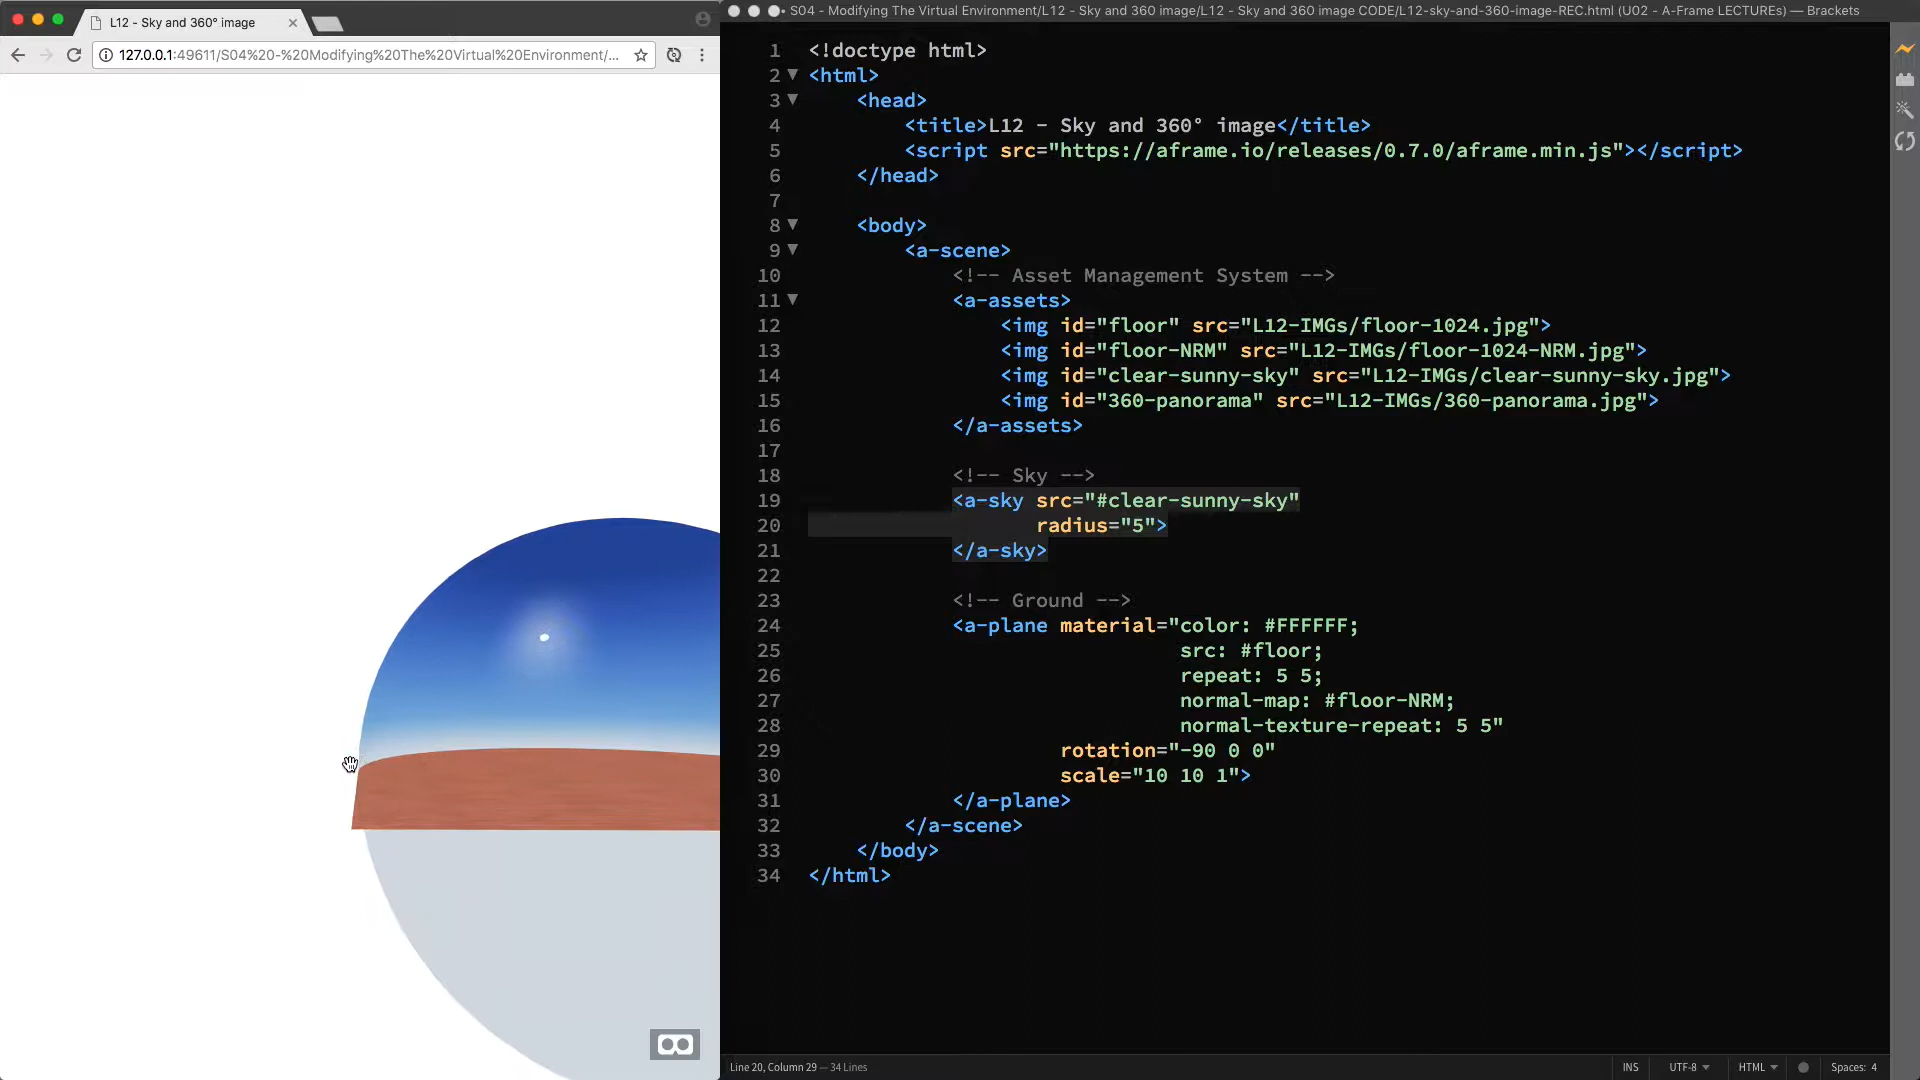 L12 - Sky and 360° image
127.0.0.1:49611/S04%20-%20Modifying%20The%20Virtual%20Environment/...
S04 - Modifying The Virtual Environment/L12 - Sky and 360 image/L12 - Sky and 360 image CODE/L12-sky-and-360-image-REC.html (U02 - A-Frame LECTUREs) — Brackets
1 <!doctype html>
2 <html>
3 <head>
4 <title>L12 - Sky and 360° image</title>
5 <script src="https://aframe.io/releases/0.7.0/aframe.min.js"></script>
6 </head>
7
8 <body>
9 <a-scene>
10 <!-- Asset Management System -->
11 <a-assets>
12 <img id="floor" src="L12-IMGs/floor-1024.jpg">
13 <img id="floor-NRM" src="L12-IMGs/floor-1024-NRM.jpg">
14 <img id="clear-sunny-sky" src="L12-IMGs/clear-sunny-sky.jpg">
15 <img id="360-panorama" src="L12-IMGs/360-panorama.jpg">
16 </a-assets>
17
18 <!-- Sky -->
19 <a-sky src="#clear-sunny-sky"
20 radius="5">
21 </a-sky>
22
23 <!-- Ground -->
24 <a-plane material="color: #FFFFFF;
25 src: #floor;
26 repeat: 5 5;
27 normal-map: #floor-NRM;
28 normal-texture-repeat: 5 5"
29 rotation="-90 0 0"
30 scale="10 10 1">
31 </a-plane>
32 </a-scene>
33 </body>
34 </html>
Line 20, Column 29 — 34 Lines
INS UTF-8 HTML Spaces: 4